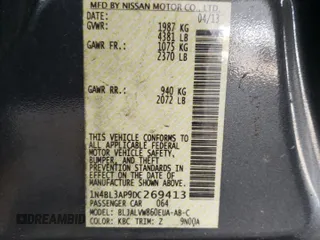 MFD BY NISSAN MOTOR CO., LTD.
DATE: 04/13
GVWR: 1987 KG
4381 LB
GAWR FR: 1075 KG
2370 LB
GAWR RR: 940 KG
2072 LB
THIS VEHICLE CONFORMS
TO ALL APPLICABLE FEDERAL
MOTOR VEHICLE SAFETY,
BUMPER, AND THEFT
PREVENTION STANDARDS
IN EFFECT ON THE DATE OF
MANUFACTURE SHOWN ABOVE.
1N4BL3AP9DC269413
PASSENGER CAR 064
MODEL: BLJALVW860EUA-AB-C
COLOR: KBC TRIM: Z
OTOFAX